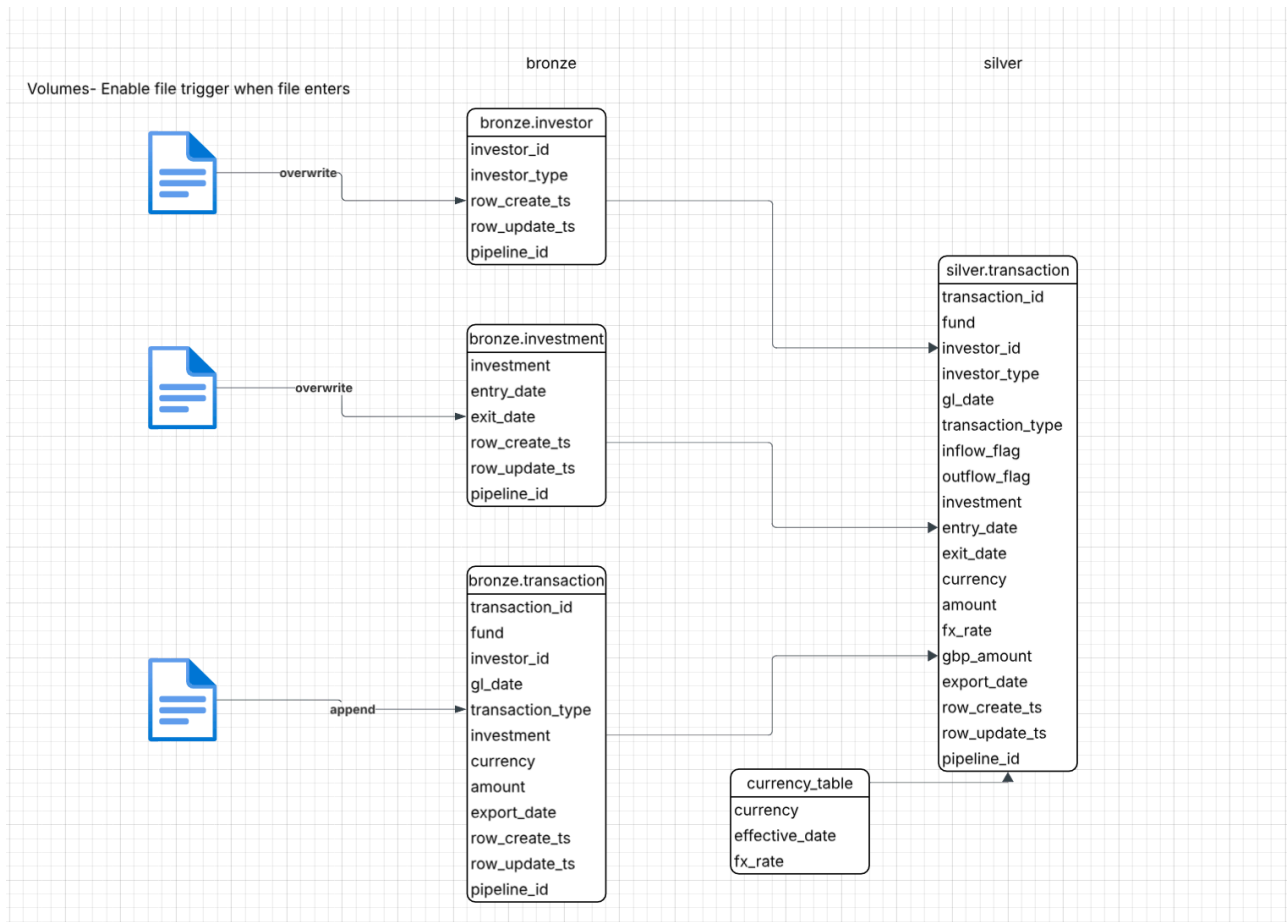 bronze
silver
Volumes- Enable file trigger when file enters
overwrite
bronze.investor
investor_id
investor_type
row_create_ts
row_update_ts
pipeline_id
overwrite
bronze.investment
investment
entry_date
exit_date
row_create_ts
row_update_ts
pipeline_id
append
bronze.transaction
transaction_id
fund
investor_id
gl_date
transaction_type
investment
currency
amount
export_date
row_create_ts
row_update_ts
pipeline_id
currency_table
currency
effective_date
fx_rate
silver.transaction
transaction_id
fund
investor_id
investor_type
gl_date
transaction_type
inflow_flag
outflow_flag
investment
entry_date
exit_date
currency
amount
fx_rate
gbp_amount
export_date
row_create_ts
row_update_ts
pipeline_id